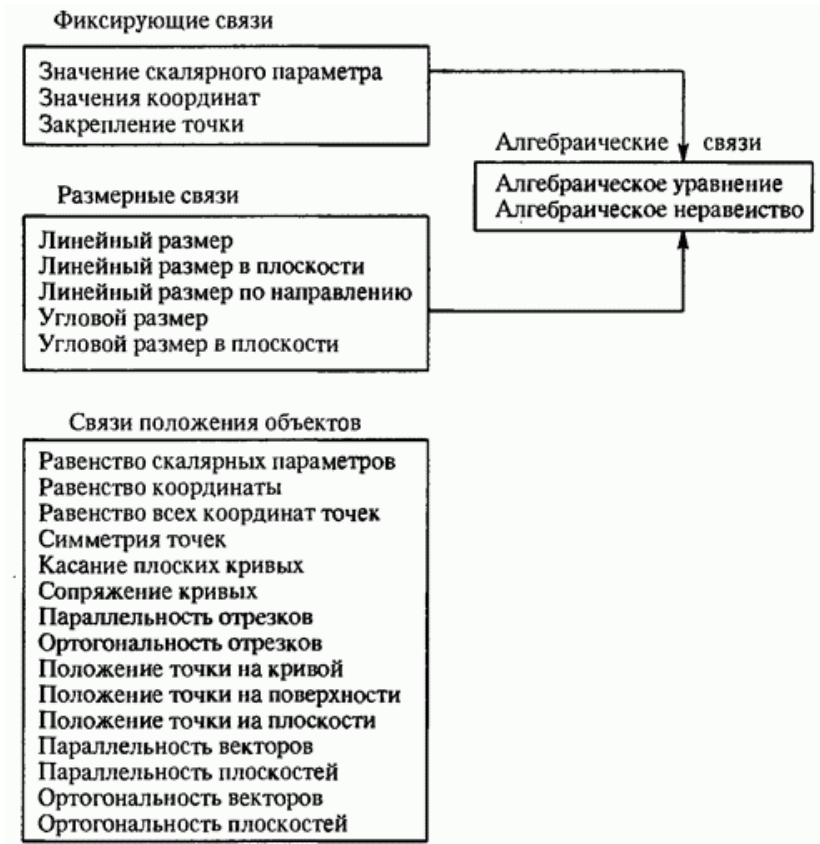 Фиксирующие связи
Значение скалярного параметра
Значения координат
Закрепление точки
Алгебраические связи
Алгебраическое уравнение
Алгебраическое неравеиство
Размерные связи
Линейный размер
Линейный размер в плоскости
Линейный размер по направлению
Угловой размер
Угловой размер в плоскости
Связи положения объектов
Равенство скалярных параметров
Равенство координаты
Равенство всех координат точек
Симметрия точек
Касание плоских кривых
Сопряжение кривых
Параллельность отрезков
Ортогональность отрезков
Положение точки на кривой
Положение точки на поверхности
Положение точки иа плоскости
Параллельность векторов
Параллельность плоскостей
Ортогональность векторов
Ортогональность плоскостей